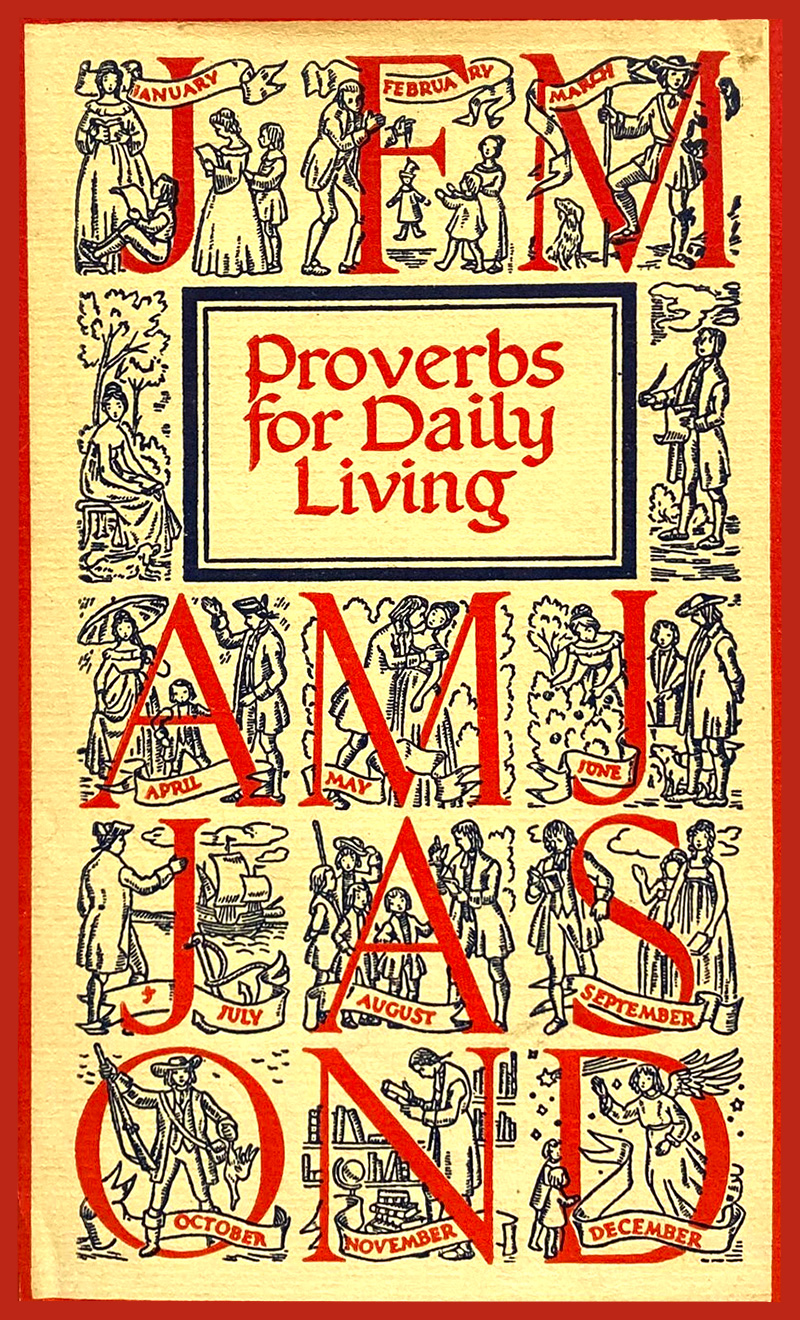 J F M
JANUARY FEBRUARY MARCH
Proverbs
for Daily
Living
A M J
APRIL MAY JUNE
J A S
JULY AUGUST SEPTEMBER
O N D
OCTOBER NOVEMBER DECEMBER